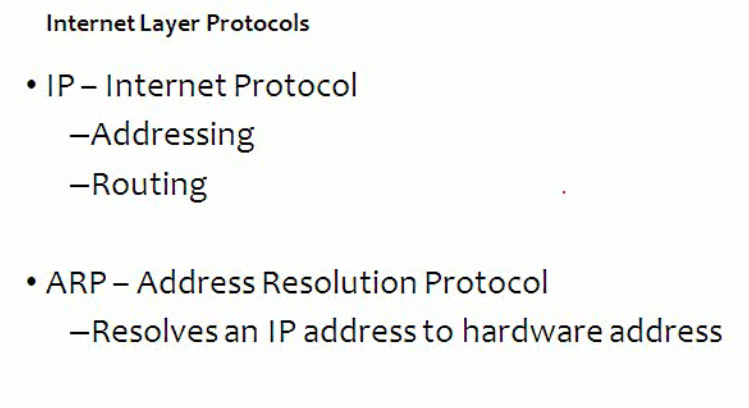 Internet Layer Protocols
• IP – Internet Protocol
–Addressing
–Routing
• ARP – Address Resolution Protocol
–Resolves an IP address to hardware address